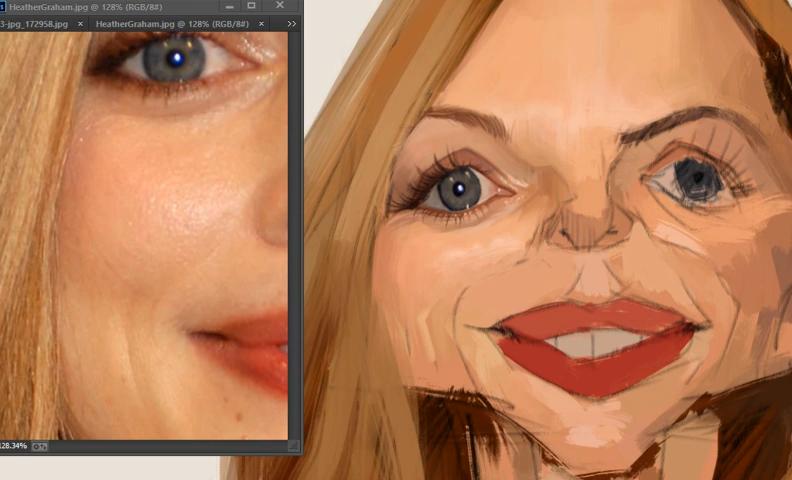 HeatherGraham.jpg @ 128% (RGB/8#)
3-jpg_172958.jpg × HeatherGraham.jpg @ 128% (RGB/8#) × >>
128.34%